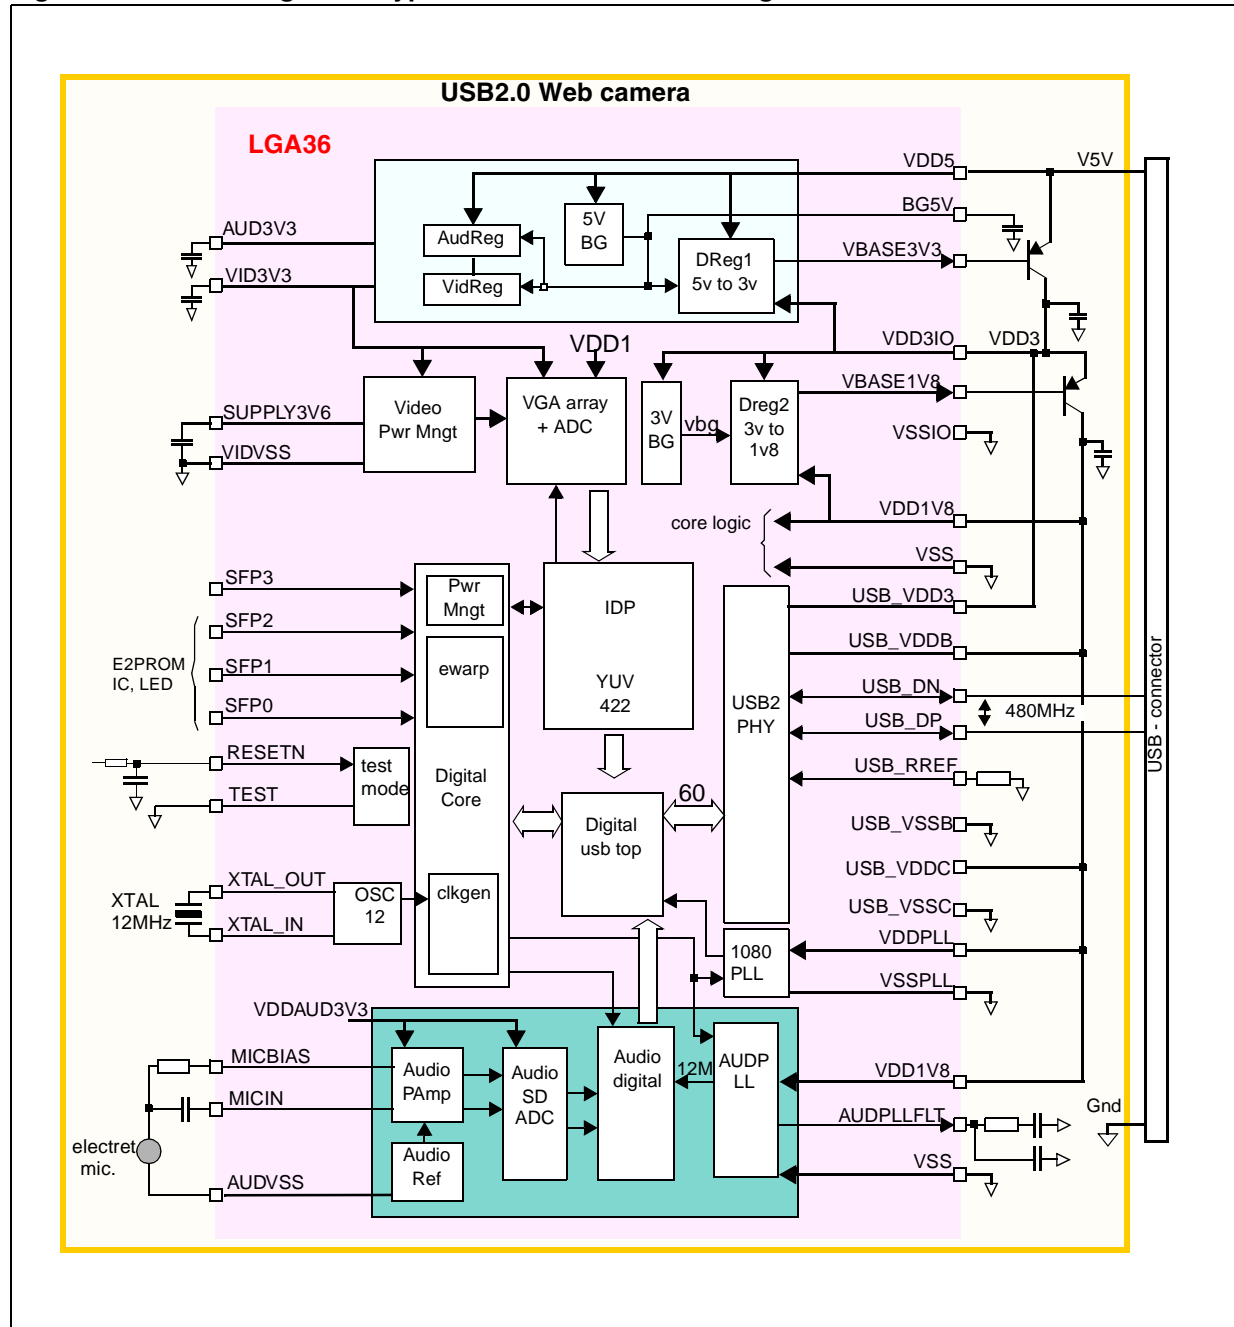 USB2.0 Web camera
LGA36
VDD5
V5V
BG5V
5V
BG
AUD3V3
AudReg
VBASE3V3
DReg1
5v to 3v
VID3V3
VidReg
VDD1
VDD3IO
VDD3
VBASE1V8
SUPPLY3V6
Video
Pwr Mngt
VGA array
+ ADC
3V
BG
vbg
Dreg2
3v to
1v8
VSSIO
VIDVSS
core logic
VDD1V8
VSS
SFP3
Pwr
Mngt
IDP
YUV
422
USB_VDD3
SFP2
USB_VDDB
E2PROM
IC, LED
SFP1
ewarp
USB2
PHY
USB_DN
480MHz
SFP0
USB_DP
RESETN
test
mode
Digital
Core
USB_RREF
TEST
60
Digital
usb top
USB_VSSB
USB_VDDC
XTAL
12MHz
XTAL_OUT
OSC
12
clkgen
USB_VSSC
XTAL_IN
1080
PLL
VDDPLL
VSSPLL
VDDAUD3V3
MICBIAS
Audio
PAmp
Audio
SD
ADC
Audio
digital
12M
AUDP
LL
VDD1V8
MICIN
AUDPLLFLT
Gnd
electret
mic.
Audio
Ref
VSS
AUDVSS
USB - connector